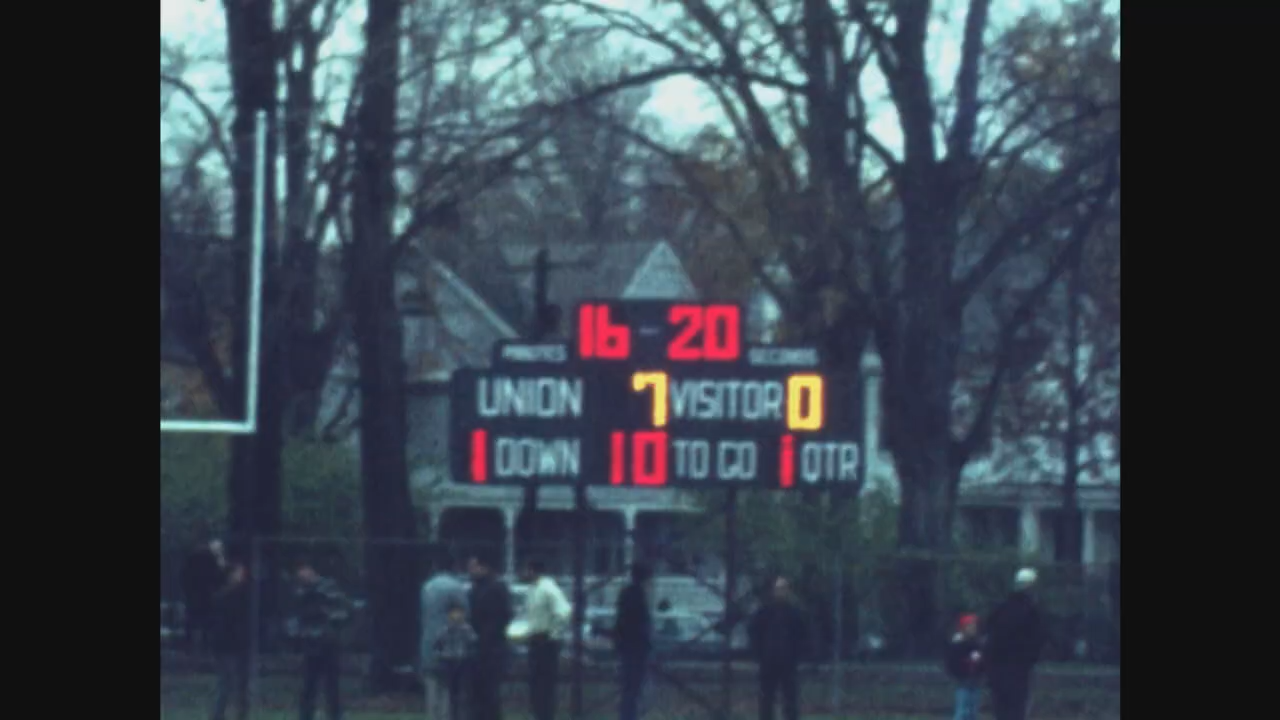 16 - 20
MINUTES SECONDS
UNION 7 VISITOR 0
1 DOWN 10 TO GO 1 QTR